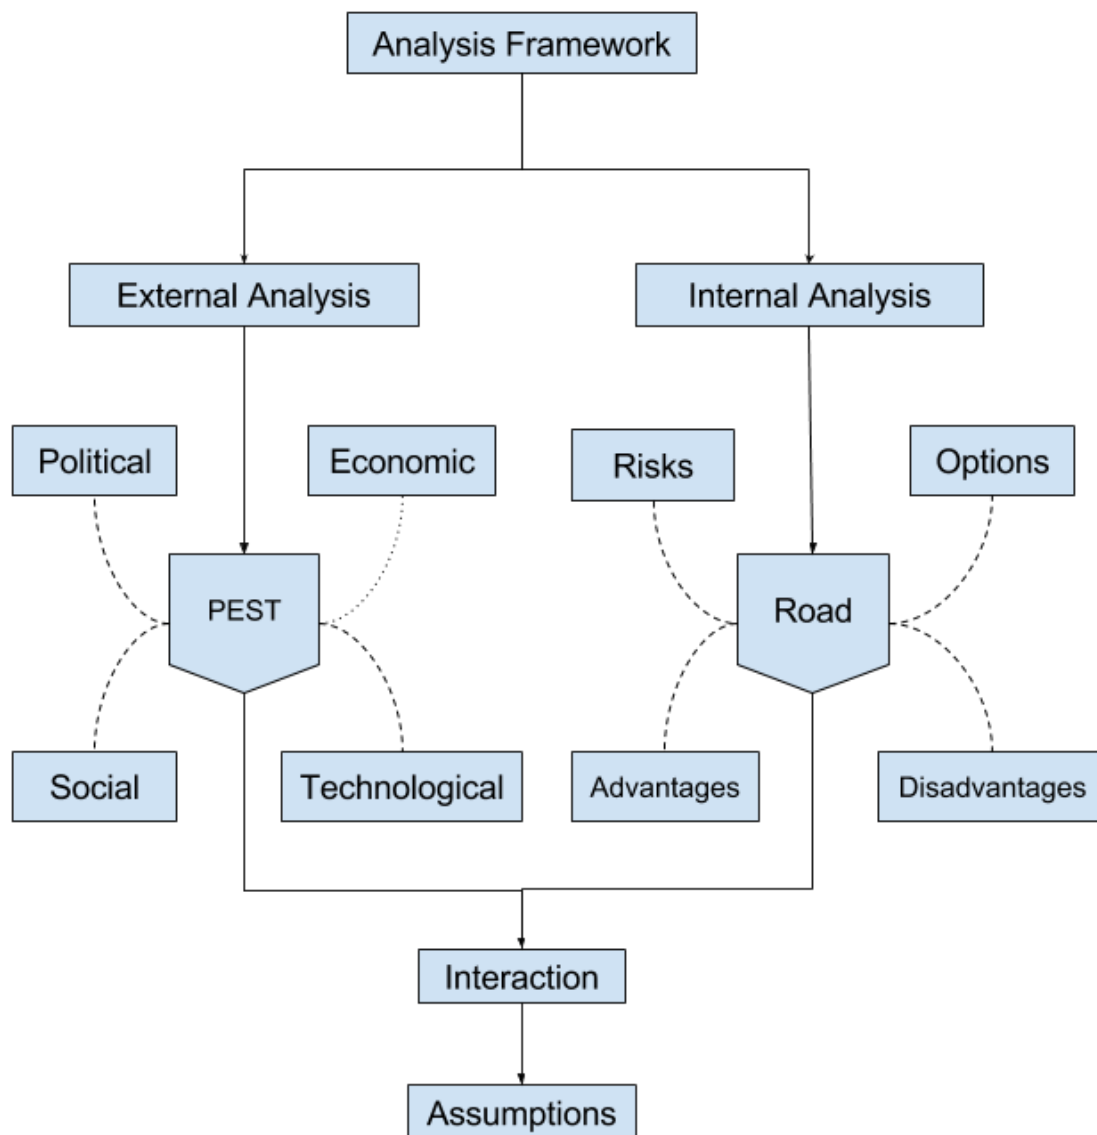 Analysis Framework
External Analysis
Internal Analysis
Political
Economic
Risks
Options
PEST
Road
Social
Technological
Advantages
Disadvantages
Interaction
Assumptions